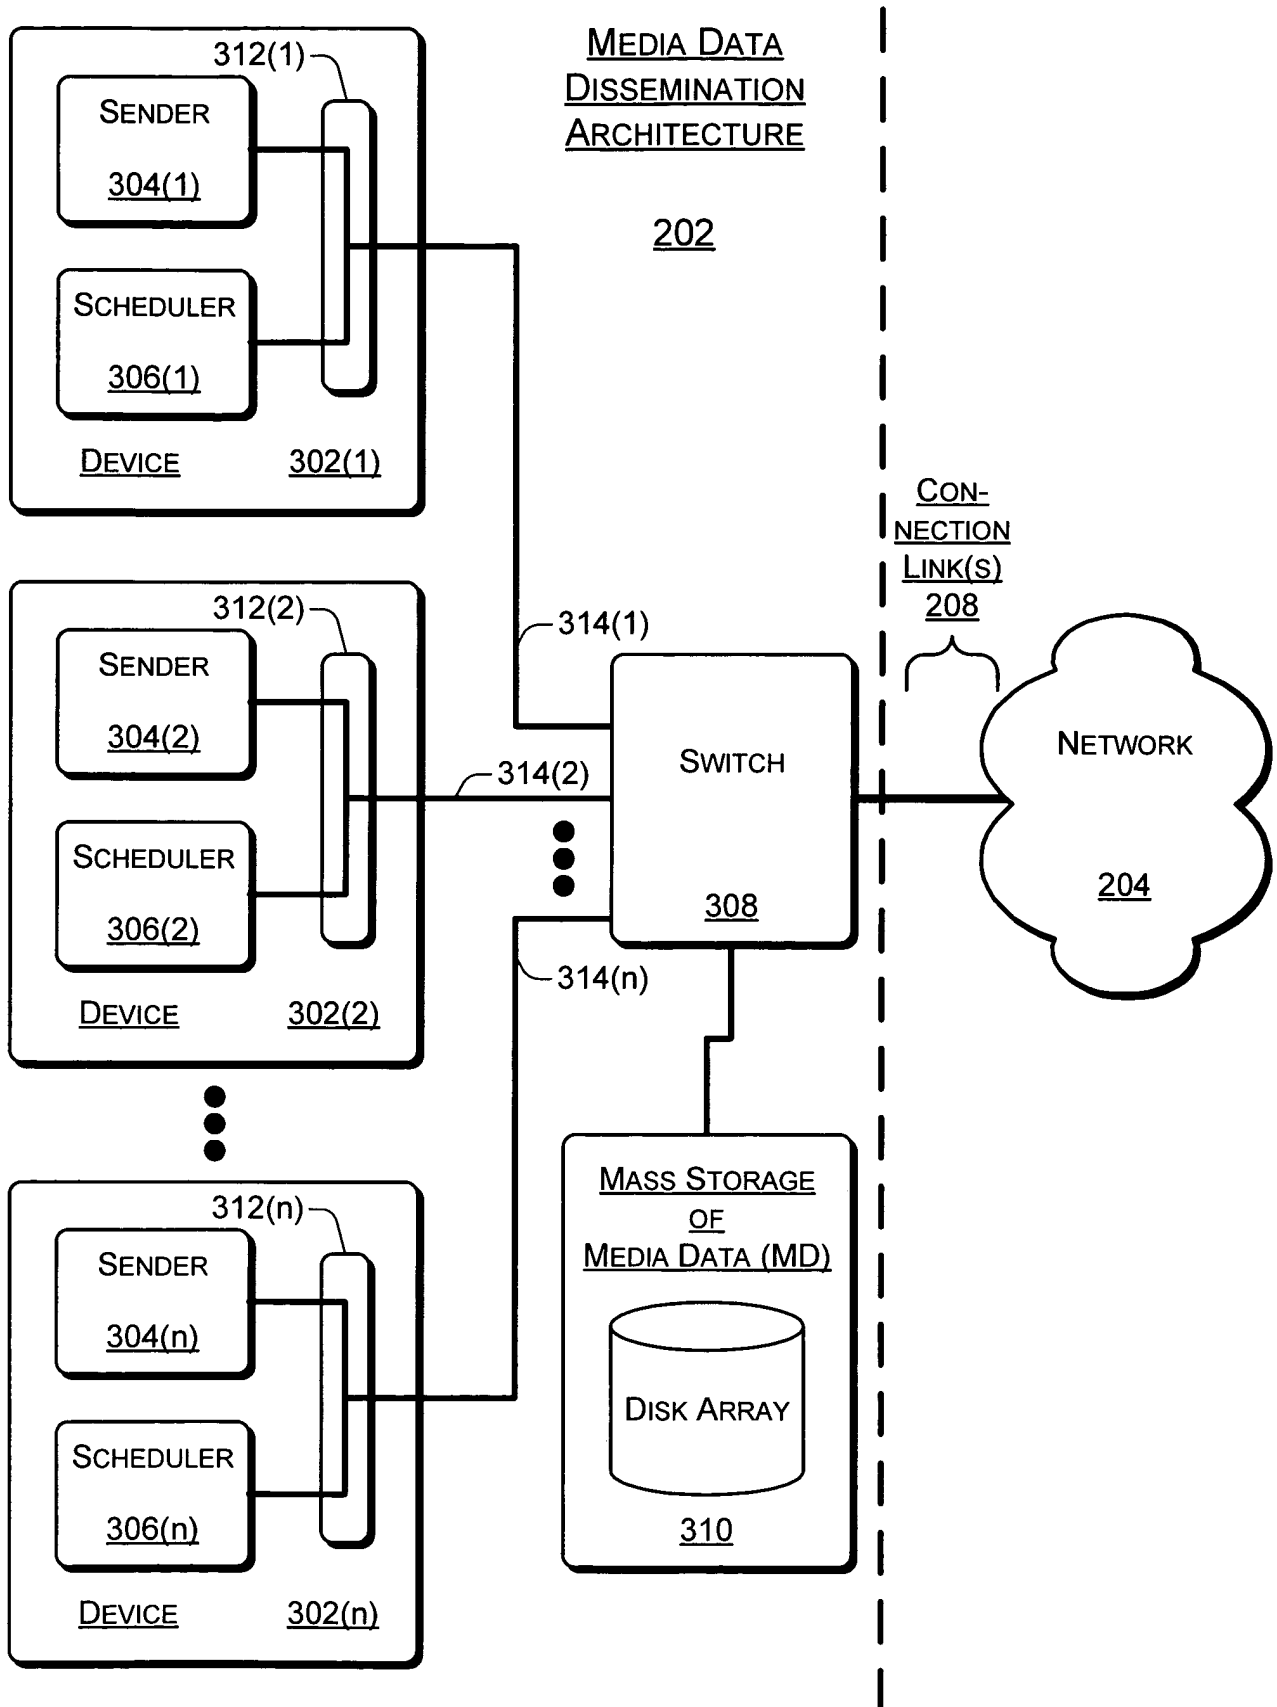 MEDIA DATA
DISSEMINATION
ARCHITECTURE
202
312(1)
SENDER
304(1)
SCHEDULER
306(1)
DEVICE 302(1)
312(2)
SENDER
304(2)
SCHEDULER
306(2)
DEVICE 302(2)
312(n)
SENDER
304(n)
SCHEDULER
306(n)
DEVICE 302(n)
314(1)
314(2)
314(n)
SWITCH
308
MASS STORAGE
OF
MEDIA DATA (MD)
DISK ARRAY
310
CON-
NECTION
LINK(S)
208
NETWORK
204